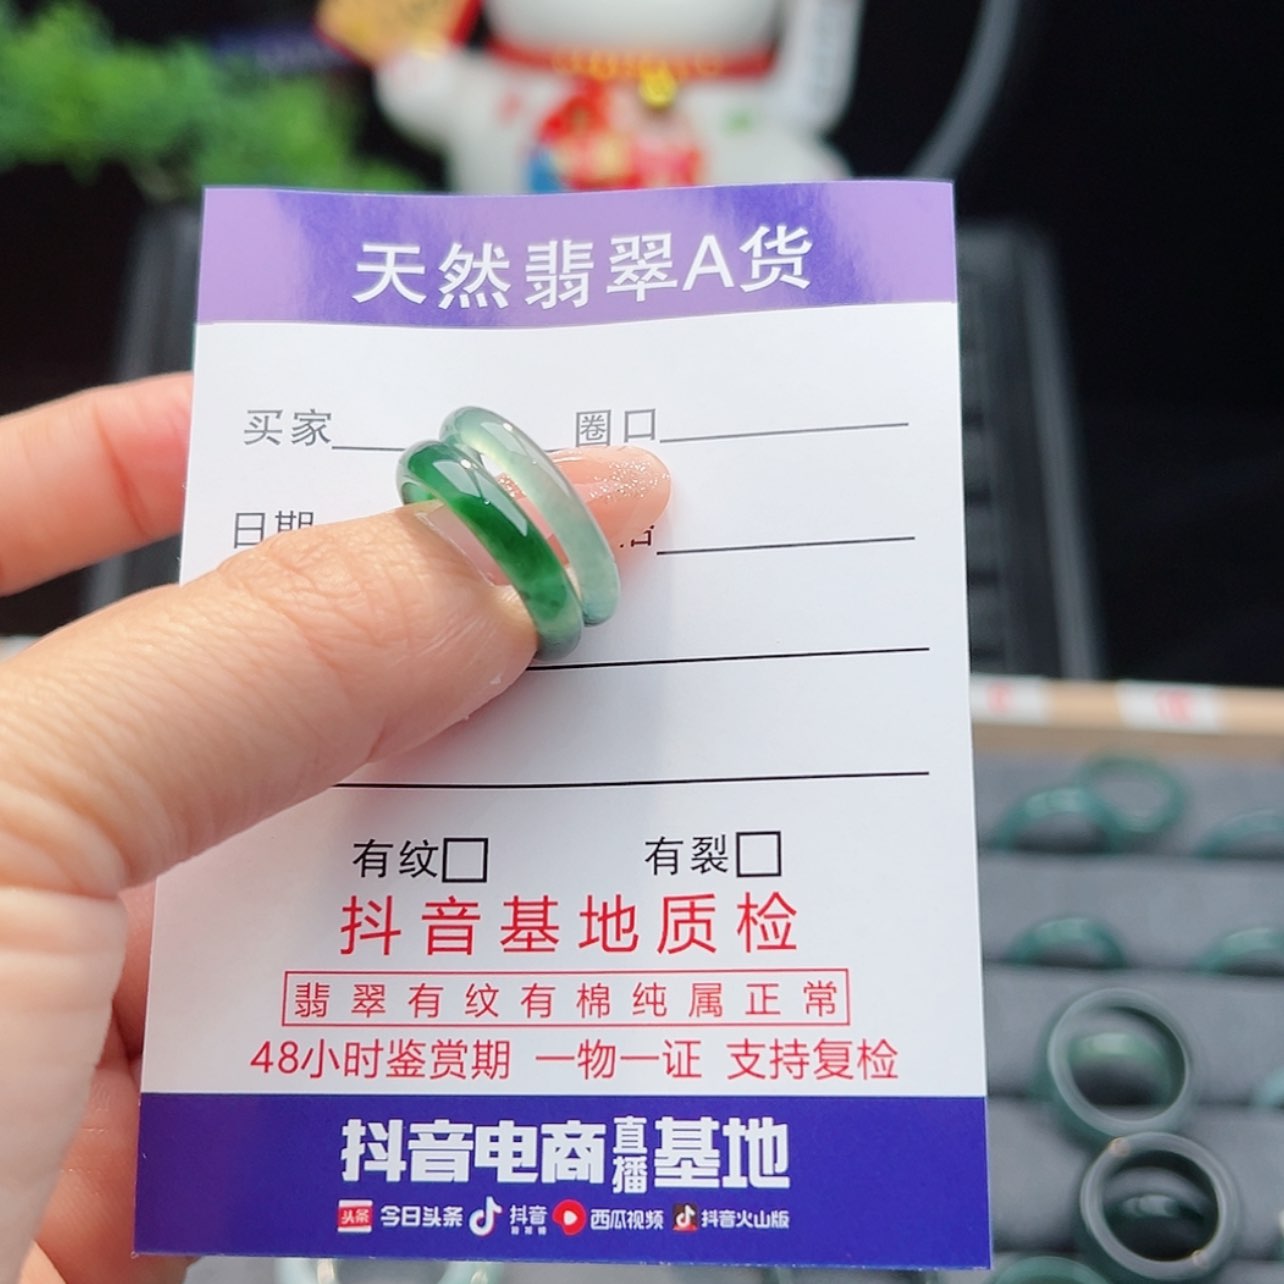 天然翡翠A货
买家 圈口
日期
有纹 有裂
抖音基地质检
翡翠有纹有棉纯属正常
48小时鉴赏期 一物一证 支持复检
抖音电商直播基地
头条 今日头条 抖音 西瓜视频 抖音火山版